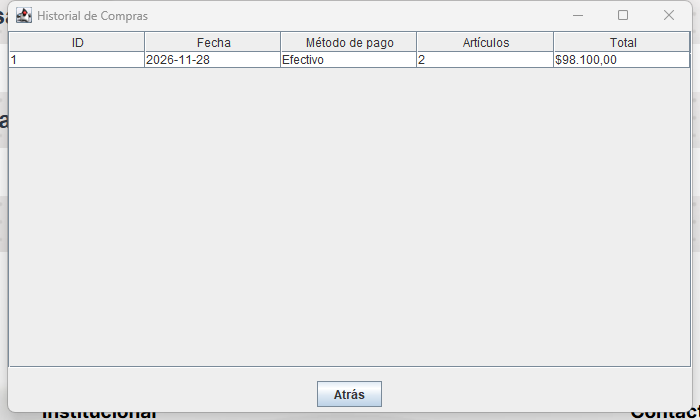 Historial de Compras
ID Fecha Método de pago Artículos Total
1 2026-11-28 Efectivo 2 $98.100,00
Atrás
Institucional